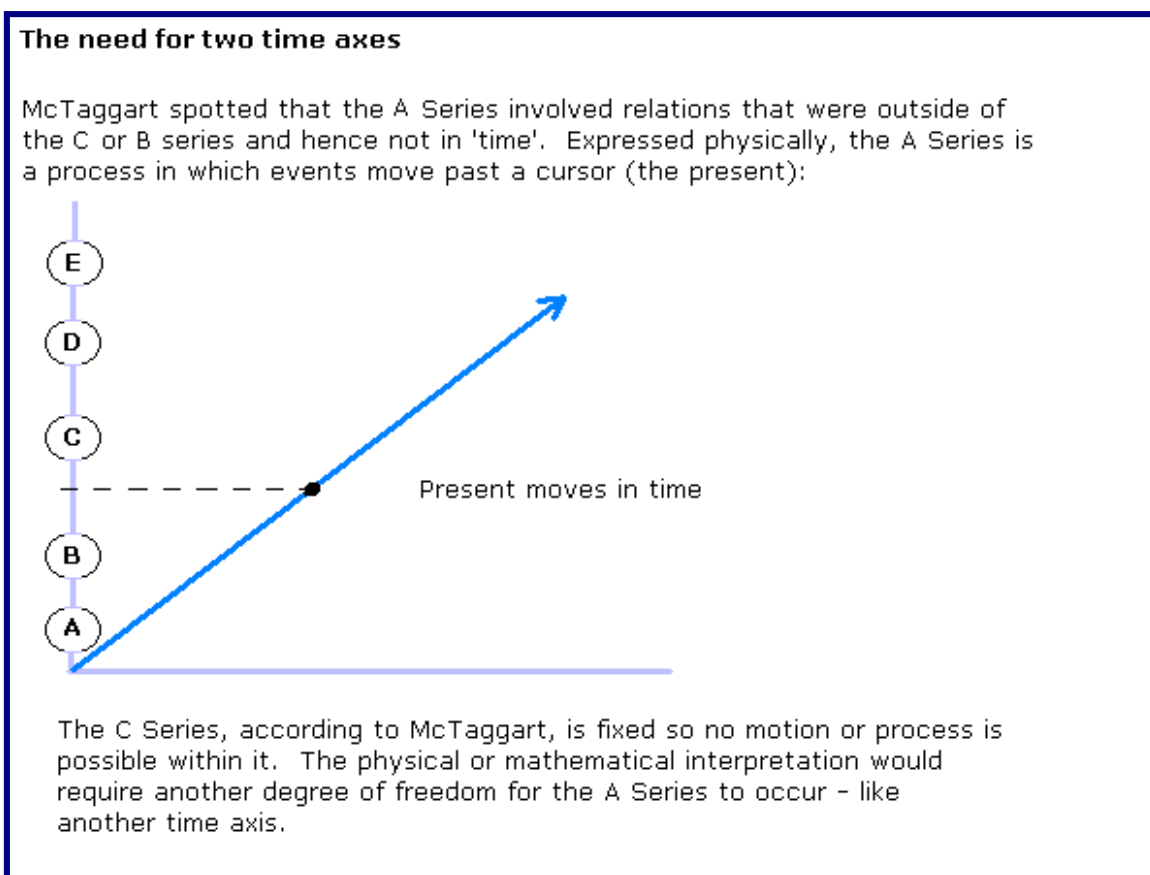 The need for two time axes
McTaggart spotted that the A Series involved relations that were outside of
the C or B series and hence not in 'time'.  Expressed physically, the A Series is
a process in which events move past a cursor (the present):
E
D
C
Present moves in time
B
A
The C Series, according to McTaggart, is fixed so no motion or process is
possible within it.  The physical or mathematical interpretation would
require another degree of freedom for the A Series to occur – like
another time axis.